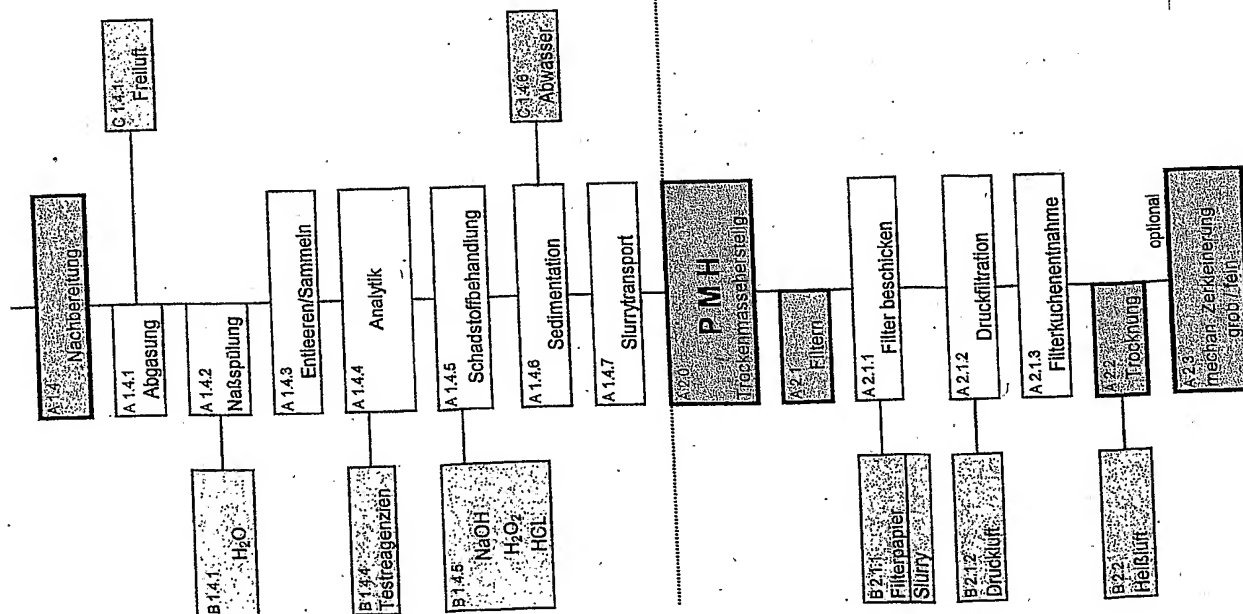 A 1.4
Nachbereitung
C 1.4.1
Freiluft
A 1.4.1
Abgasung
B 1.4.1
H₂O
A 1.4.2
Naßspülung
A 1.4.3
Entleeren/Sammeln
B 1.4.4
Testreagenzien
A 1.4.4
Analytik
B 1.4.5
NaOH
H₂O₂
HCL
A 1.4.5
Schadstoffbehandlung
A 1.4.6
Sedimentation
C 1.4.6
Abwasser
A 1.4.7
Slurrytransport
A 2.0
P M H
Trockenmassebereitstellg.
A 2.1
Filtern
B 2.1.1
Filterpapier
Slurry
A 2.1.1
Filter beschicken
B 2.1.2
Druckluft
A 2.1.2
Druckfiltration
A 2.1.3
Filterkuchenentnahme
B 2.2.1
Heißluft
A 2.2
Trocknung
optional
A 2.3
mechan. Zerkleinerung
grob / fein